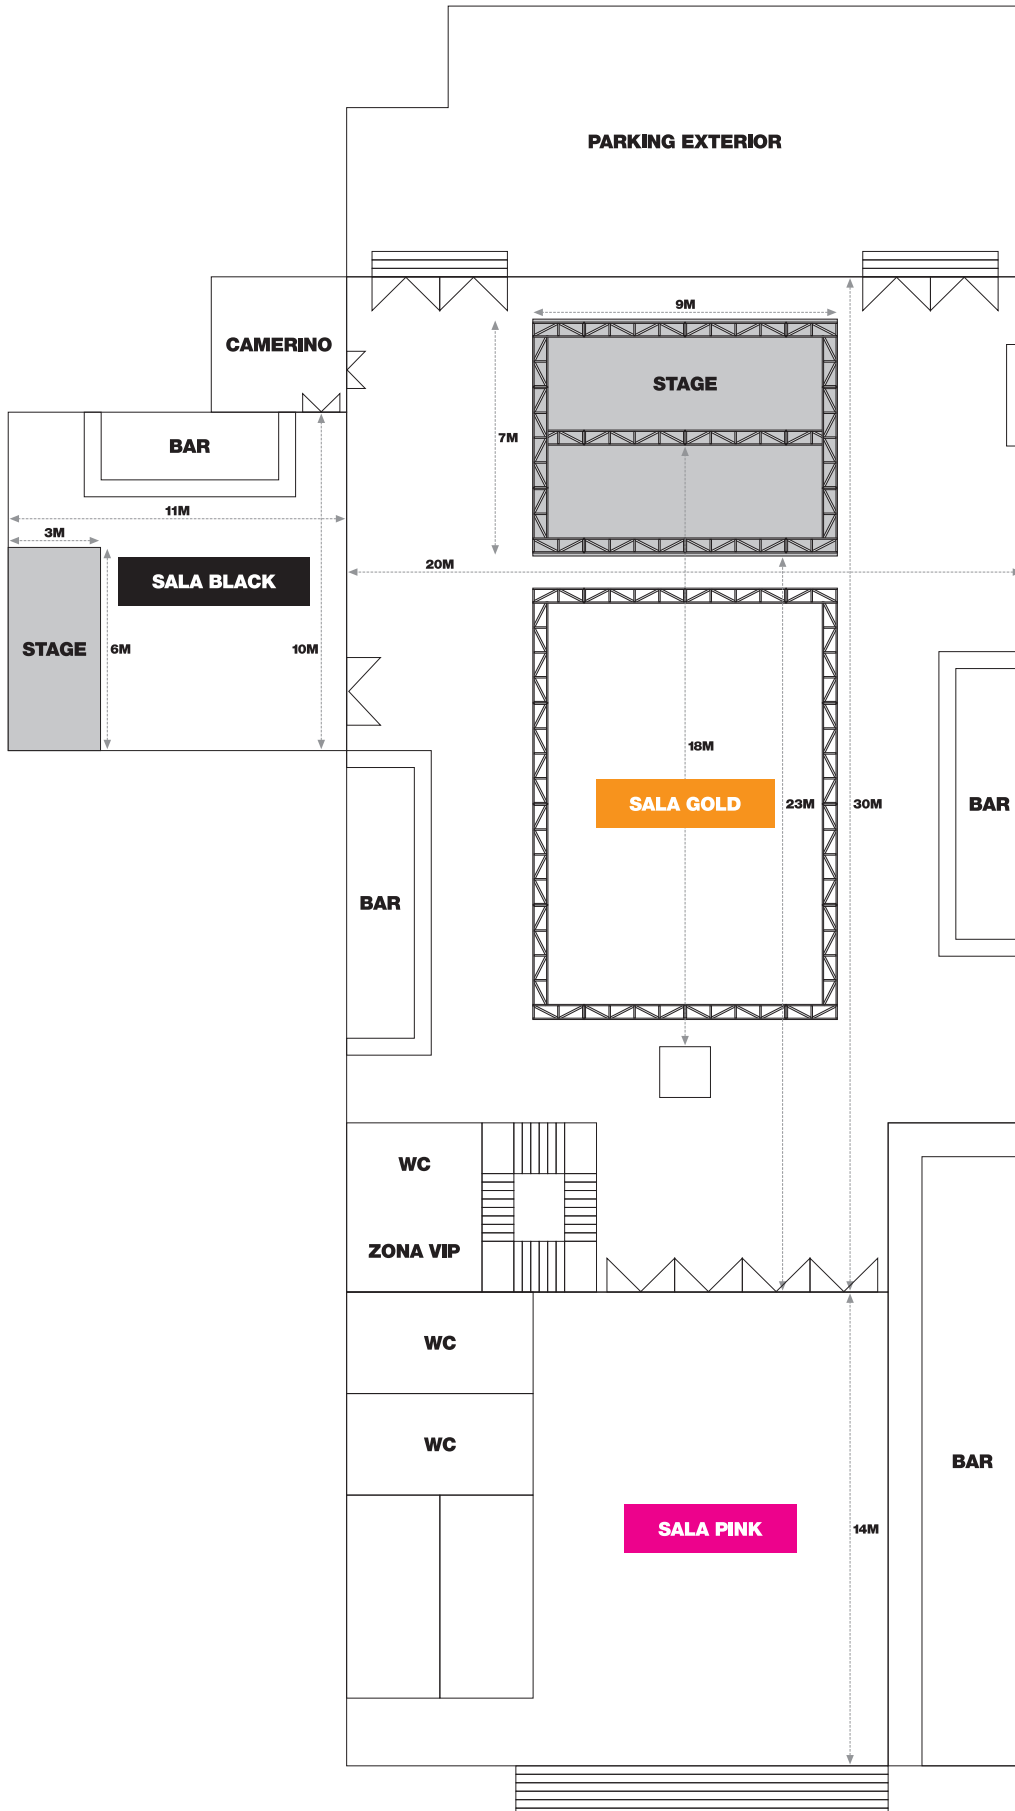 PARKING EXTERIOR
9M
CAMERINO
STAGE
7M
BAR
11M
3M
20M
SALA BLACK
STAGE
6M
10M
18M
SALA GOLD
23M
30M
BAR
BAR
WC
ZONA VIP
WC
WC
BAR
SALA PINK
14M